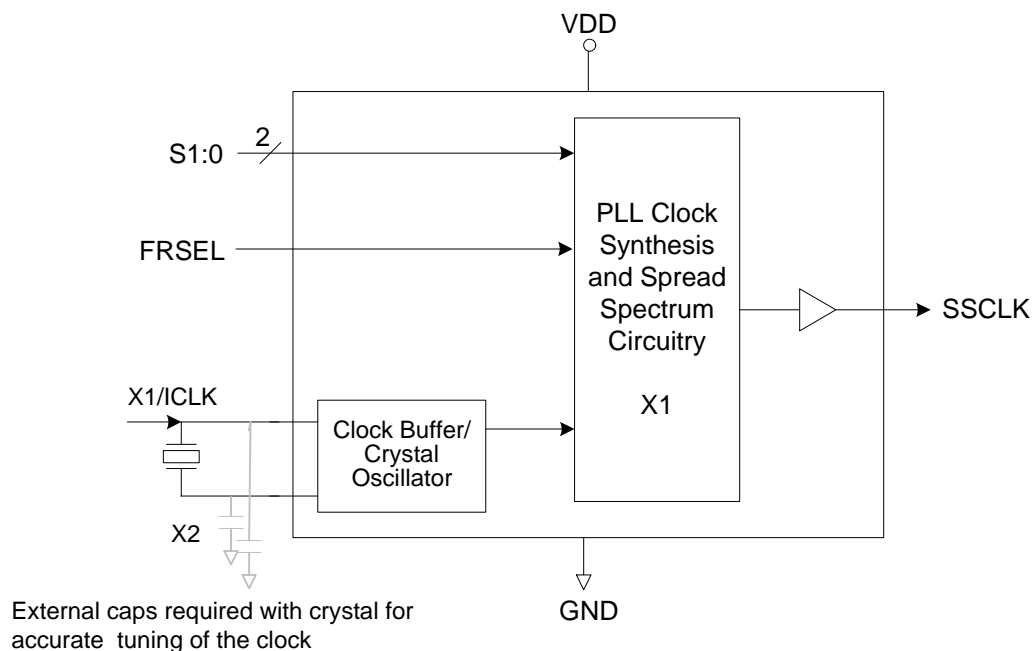 VDD
2
S1:0
FRSEL
PLL Clock
Synthesis
and Spread
Spectrum
Circuitry
X1
SSCLK
X1/ICLK
Clock Buffer/
Crystal
Oscillator
X2
GND
External caps required with crystal for
accurate tuning of the clock